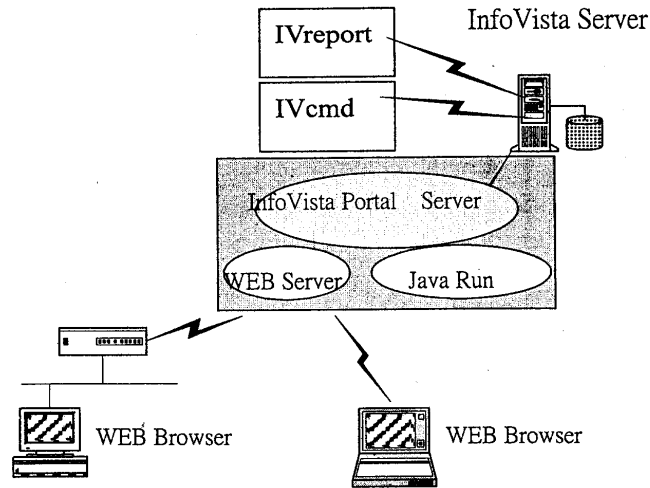 InfoVista Server
IVreport
IVcmd
InfoVista Portal Server
WEB Server
Java Run
WEB Browser
WEB Browser